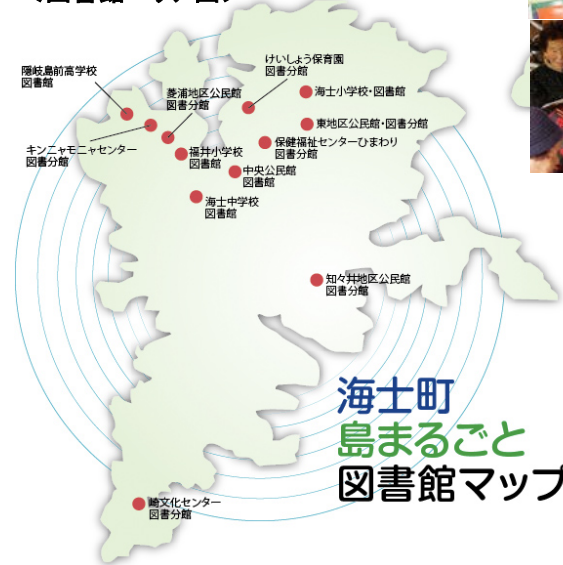 隠岐島前高学校
図書館
菱浦地区公民館
図書分館
けいしょう保育園
図書分館
海士小学校・図書館
東地区公民館・図書分館
キンニャモニャセンター
図書分館
福井小学校
図書館
保健福祉センターひまわり
図書分館
中央公民館
図書館
海士中学校
図書館
知々井地区公民館
図書分館
海士町
島まるごと
図書館マップ
崎文化センター
図書分館